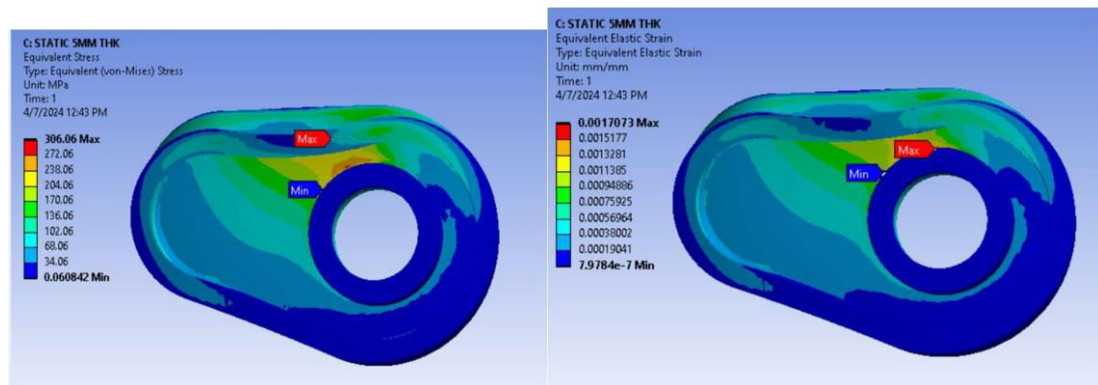 C: STATIC 5MM THK
Equivalent Stress
Type: Equivalent (von-Mises) Stress
Unit: MPa
Time: 1
4/7/2024 12:43 PM
306.06 Max
272.06
238.06
204.06
170.06
136.06
102.06
68.06
34.06
0.060842 Min
Max
Min
C: STATIC 5MM THK
Equivalent Elastic Strain
Type: Equivalent Elastic Strain
Unit: mm/mm
Time: 1
4/7/2024 12:43 PM
0.0017073 Max
0.0015177
0.0013281
0.0011385
0.00094886
0.00075925
0.00056964
0.00038002
0.00019041
7.9784e-7 Min
Max
Min